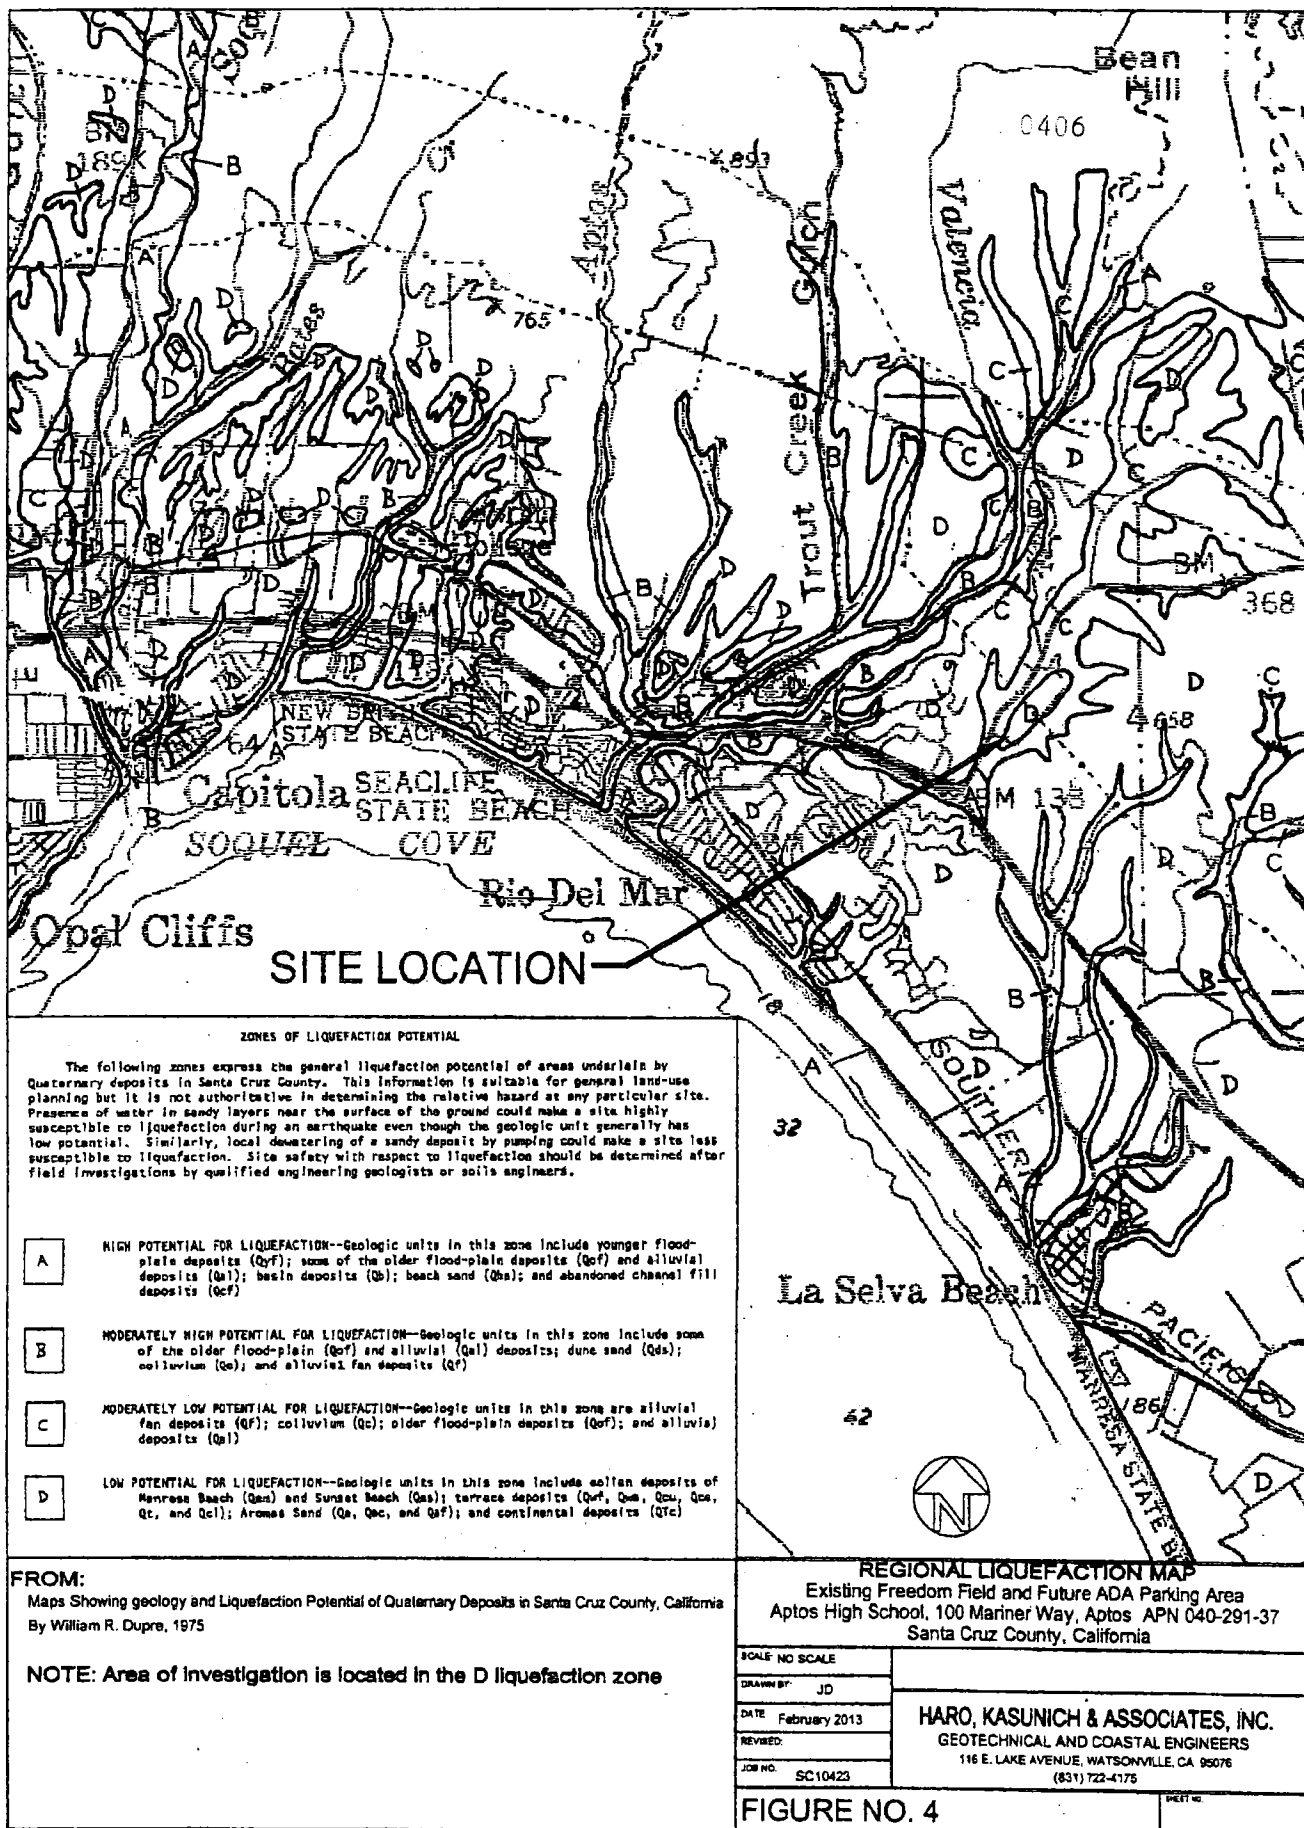 Bean
Hill
0406
BM
189
X 893
765
Aptos
Trout Creek Gulch
Valencia
Bates
BM
368
658
BM 135
113
64
NEW BRIGHTON
STATE BEACH
Capitola
SEACLIFF
STATE BEACH
SOQUEL COVE
Rio Del Mar
Opal Cliffs
SITE LOCATION
18
SOUTHERN
PACIFIC
32
La Selva Beach
MANRESA STATE BE
186
42
N
A
B
C
D
ZONES OF LIQUEFACTION POTENTIAL
The following zones express the general liquefaction potential of areas underlain by
Quaternary deposits in Santa Cruz County. This information is suitable for general land-use
planning but it is not authoritative in determining the relative hazard at any particular site.
Presence of water in sandy layers near the surface of the ground could make a site highly
susceptible to liquefaction during an earthquake even though the geologic unit generally has
low potential. Similarly, local dewatering of a sandy deposit by pumping could make a site less
susceptible to liquefaction. Site safety with respect to liquefaction should be determined after
field investigations by qualified engineering geologists or soils engineers.
A
HIGH POTENTIAL FOR LIQUEFACTION--Geologic units in this zone include younger flood-
plain deposits (Qyf); some of the older flood-plain deposits (Qof) and alluvial
deposits (Qal); basin deposits (Qb); beach sand (Qbs); and abandoned channel fill
deposits (Qcf)
B
MODERATELY HIGH POTENTIAL FOR LIQUEFACTION--Geologic units in this zone include some
of the older flood-plain (Qof) and alluvial (Qal) deposits; dune sand (Qds);
colluvium (Qc); and alluvial fan deposits (Qf)
C
MODERATELY LOW POTENTIAL FOR LIQUEFACTION--Geologic units in this zone are alluvial
fan deposits (Qf); colluvium (Qc); older flood-plain deposits (Qof); and alluvial
deposits (Qal)
D
LOW POTENTIAL FOR LIQUEFACTION--Geologic units in this zone include eolian deposits of
Manresa Beach (Qem) and Sunset Beach (Qes); terrace deposits (Qwf, Qwe, Qcu, Qce,
Qt, and Qcl); Aromas Sand (Qa, Qac, and Qaf); and continental deposits (QTc)
FROM:
Maps Showing geology and Liquefaction Potential of Quaternary Deposits in Santa Cruz County, California
By William R. Dupre, 1975
NOTE: Area of investigation is located in the D liquefaction zone
REGIONAL LIQUEFACTION MAP
Existing Freedom Field and Future ADA Parking Area
Aptos High School, 100 Mariner Way, Aptos APN 040-291-37
Santa Cruz County, California
SCALE: NO SCALE
DRAWN BY: JD
DATE February 2013
REVISED:
JOB NO. SC10423
HARO, KASUNICH & ASSOCIATES, INC.
GEOTECHNICAL AND COASTAL ENGINEERS
116 E. LAKE AVENUE, WATSONVILLE, CA 95076
(831) 722-4175
FIGURE NO. 4
SHEET NO.